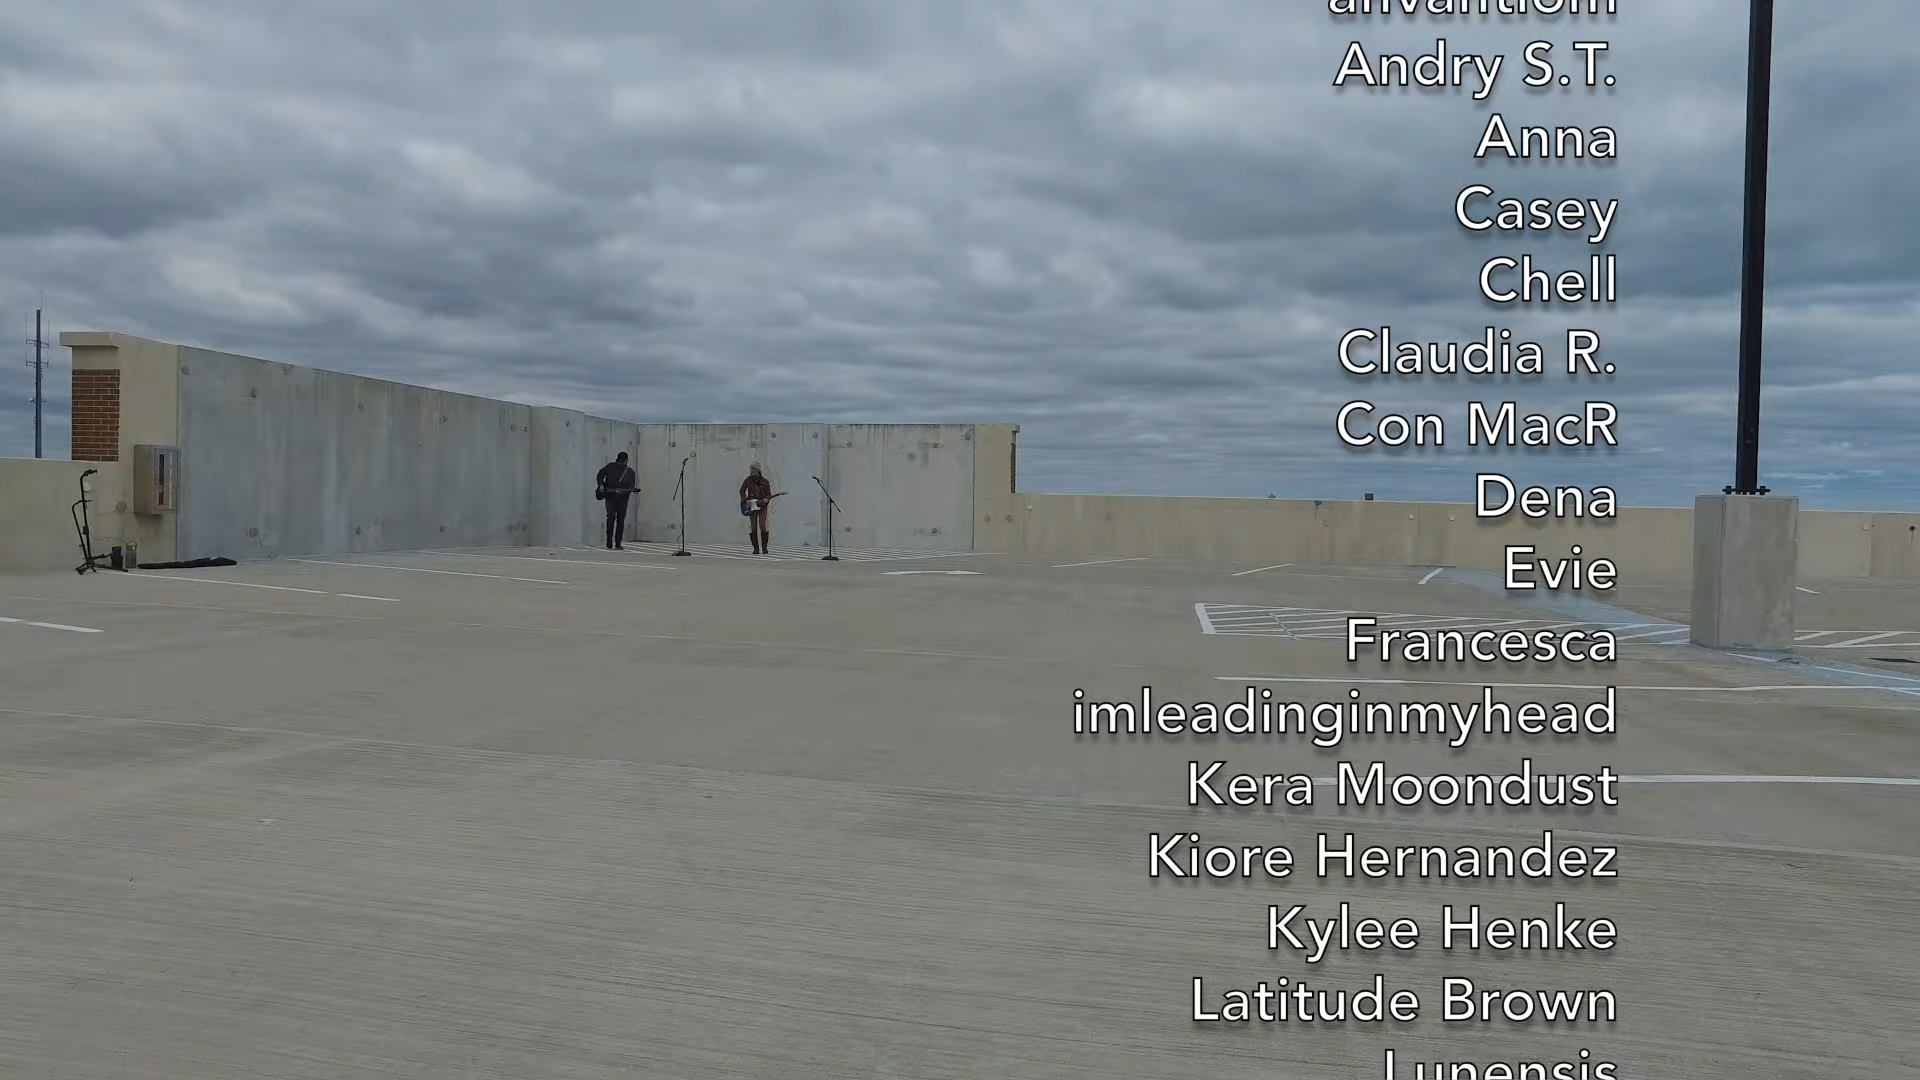 Andry S.T.
Anna
Casey
Chell
Claudia R.
Con MacR
Dena
Evie
Francesca
imleadinginmyhead
Kera Moondust
Kiore Hernandez
Kylee Henke
Latitude Brown
Lunensis